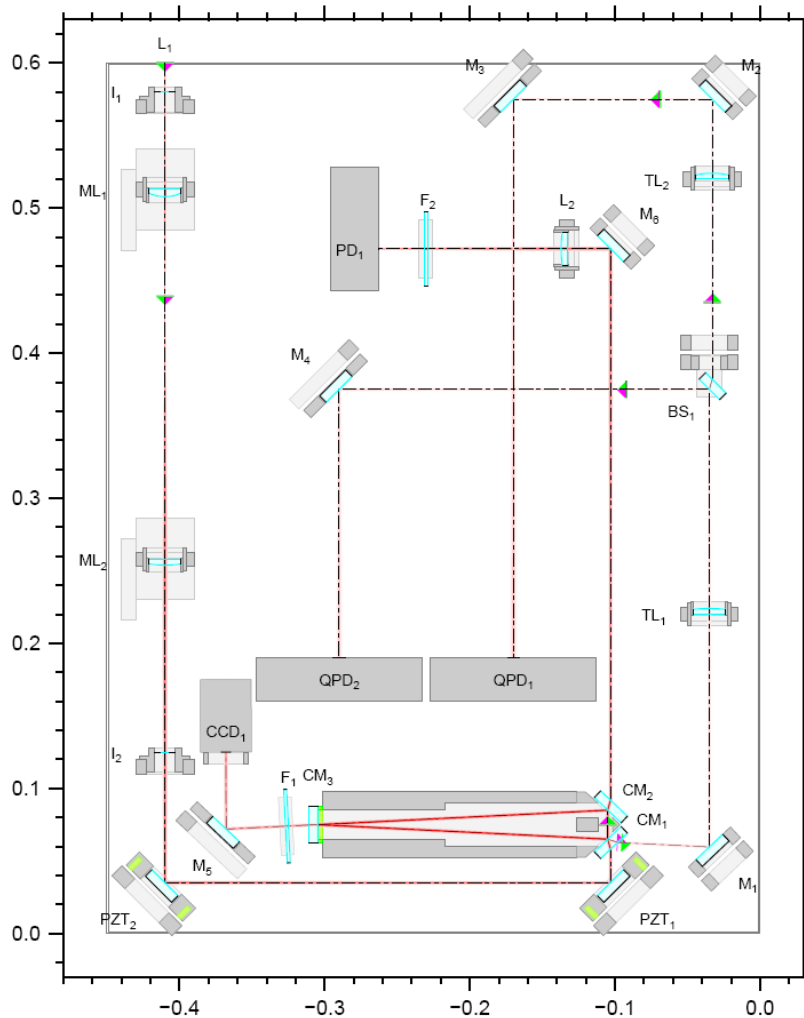 0.6
0.5
0.4
0.3
0.2
0.1
0.0
−0.4
−0.3
−0.2
−0.1
0.0
L₁
I₁
M₃
M₂
ML₁
TL₂
F₂
L₂
M₆
PD₁
M₄
BS₁
ML₂
TL₁
QPD₂
QPD₁
CCD₁
I₂
F₁
CM₃
CM₂
CM₁
M₅
M₁
PZT₂
PZT₁